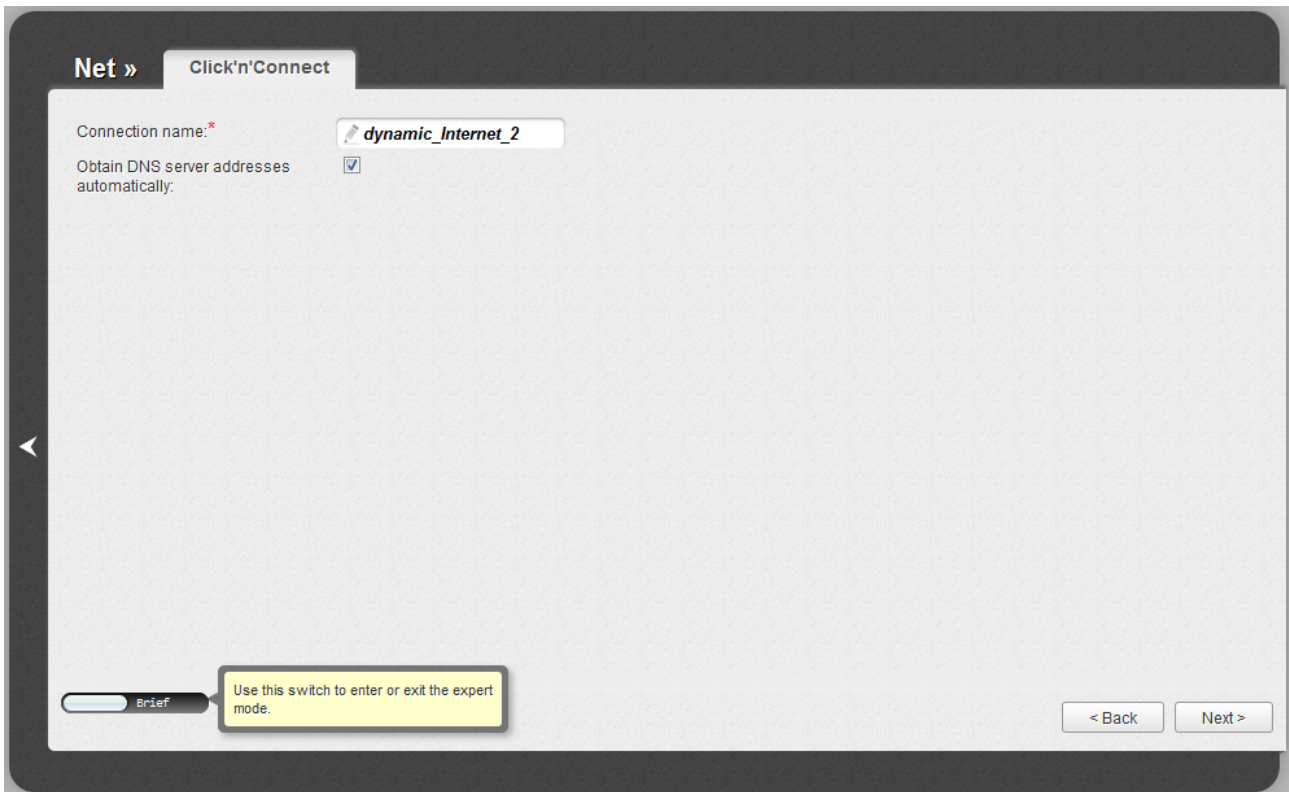 Net » Click'n'Connect
Connection name:* dynamic_Internet_2
Obtain DNS server addresses
automatically:
Use this switch to enter or exit the expert
Brief
mode.
< Back Next >